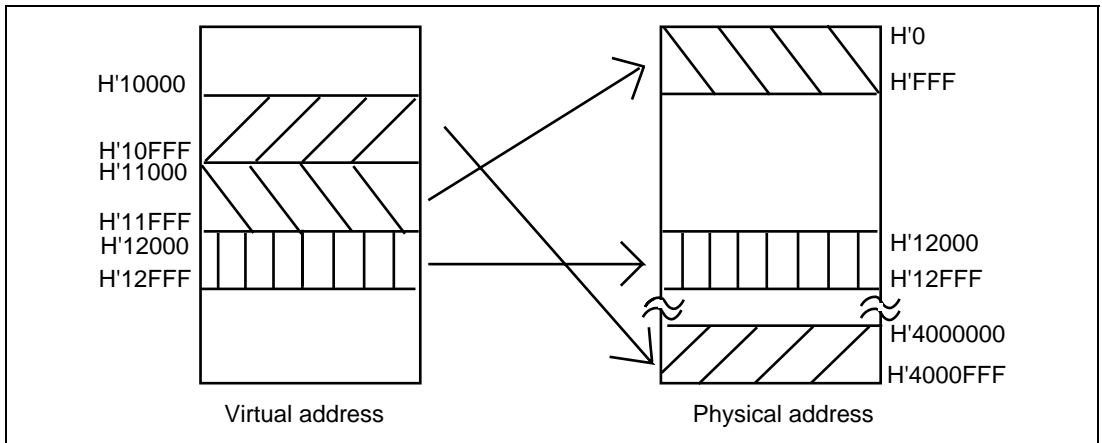 H'10000
H'10FFF
H'11000
H'11FFF
H'12000
H'12FFF
Virtual address
H'0
H'FFF
H'12000
H'12FFF
H'4000000
H'4000FFF
Physical address